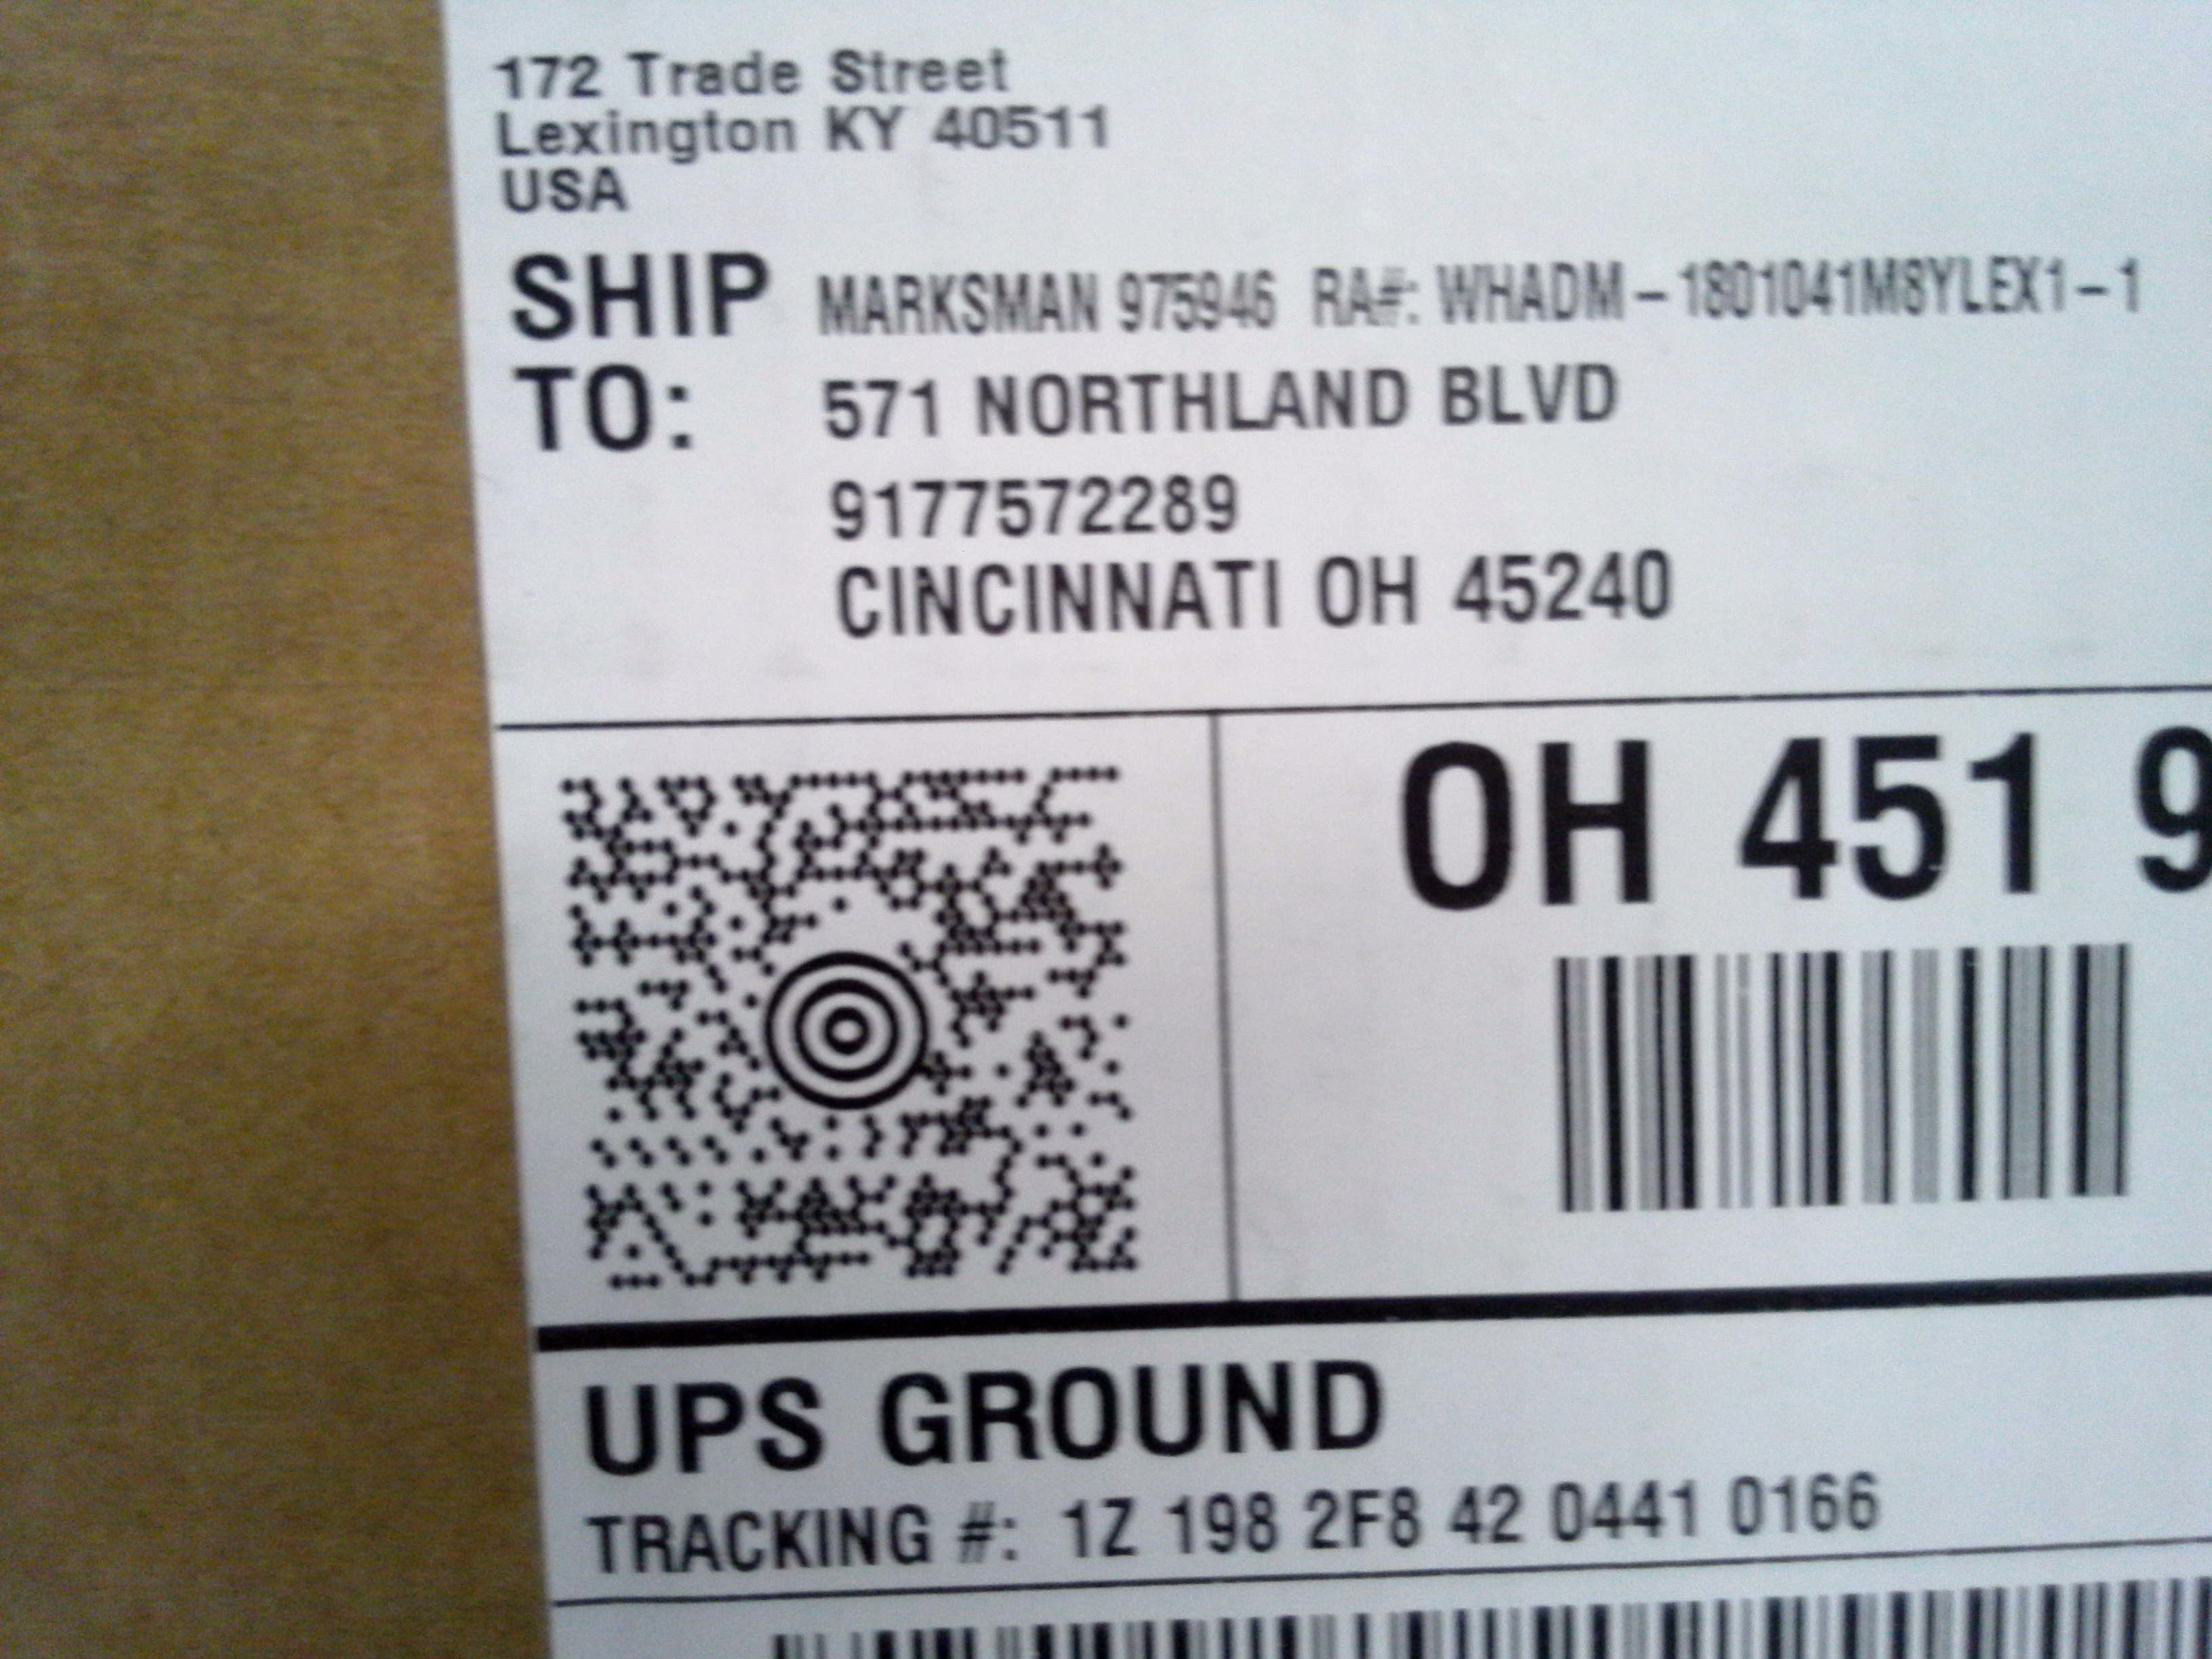 172 Trade Street
Lexington KY 40511
USA
SHIP TO: MARKSMAN 975946 RA#: WHADM-1801041M8YLEX1-1
571 NORTHLAND BLVD
9177572289
CINCINNATI OH 45240
OH 451 9
UPS GROUND
TRACKING #: 1Z 198 2F8 42 0441 0166